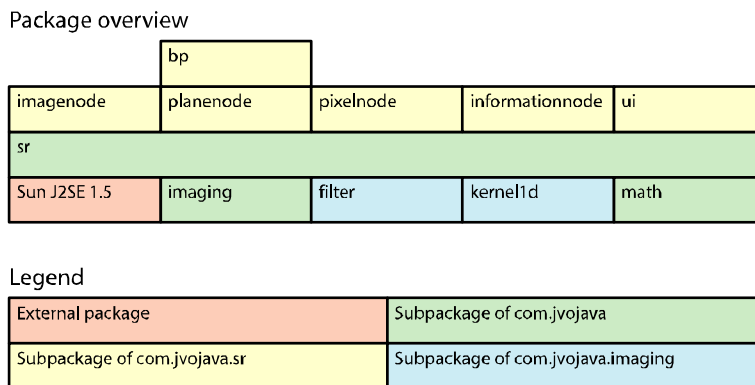 Package overview
bp
imagenode planenode pixelnode informationnode ui
sr
Sun J2SE 1.5 imaging filter kernel1d math
Legend
External package Subpackage of com.jvojava
Subpackage of com.jvojava.sr Subpackage of com.jvojava.imaging